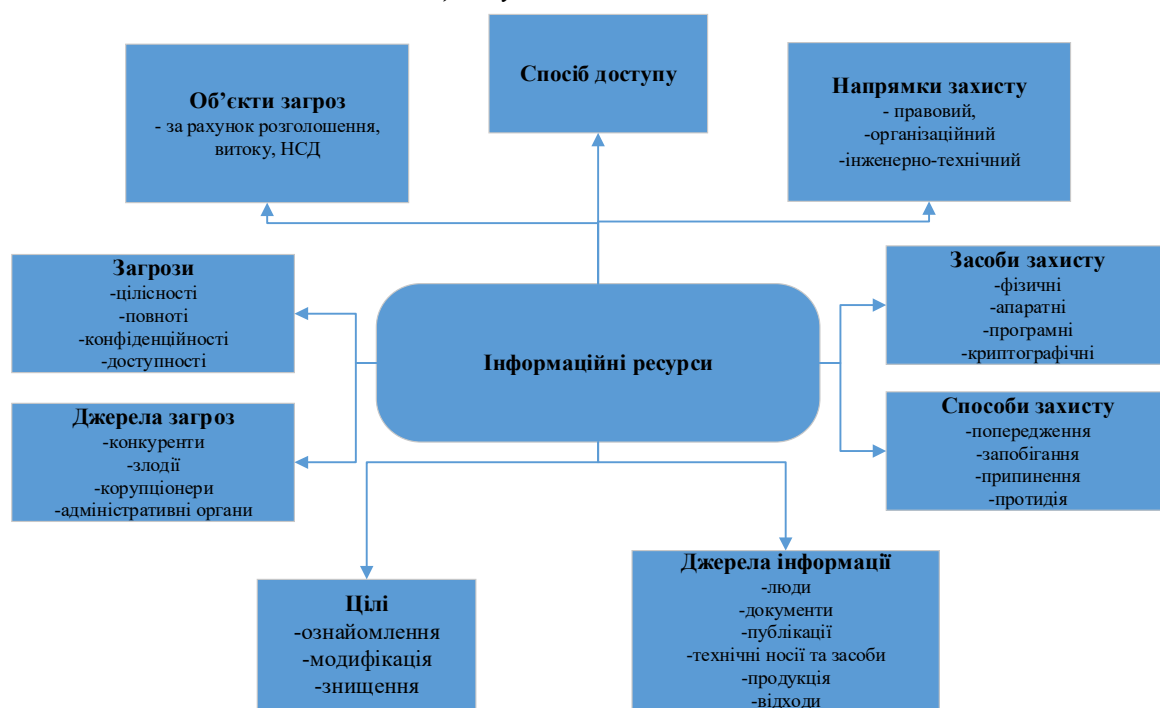 Спосіб доступу
Об’єкти загроз
- за рахунок розголошення,
витоку, НСД
Напрямки захисту
- правовий,
-організаційний
-інженерно-технічний
Загрози
-цілісності
-повноті
-конфіденційності
-доступності
Засоби захисту
-фізичні
-апаратні
-програмні
-криптографічні
Інформаційні ресурси
Джерела загроз
-конкуренти
-злодії
-корупціонери
-адміністративні органи
Способи захисту
-попередження
-запобігання
-припинення
-протидія
Цілі
-ознайомлення
-модифікація
-знищення
Джерела інформації
-люди
-документи
-публікації
-технічні носії та засоби
-продукція
-відходи